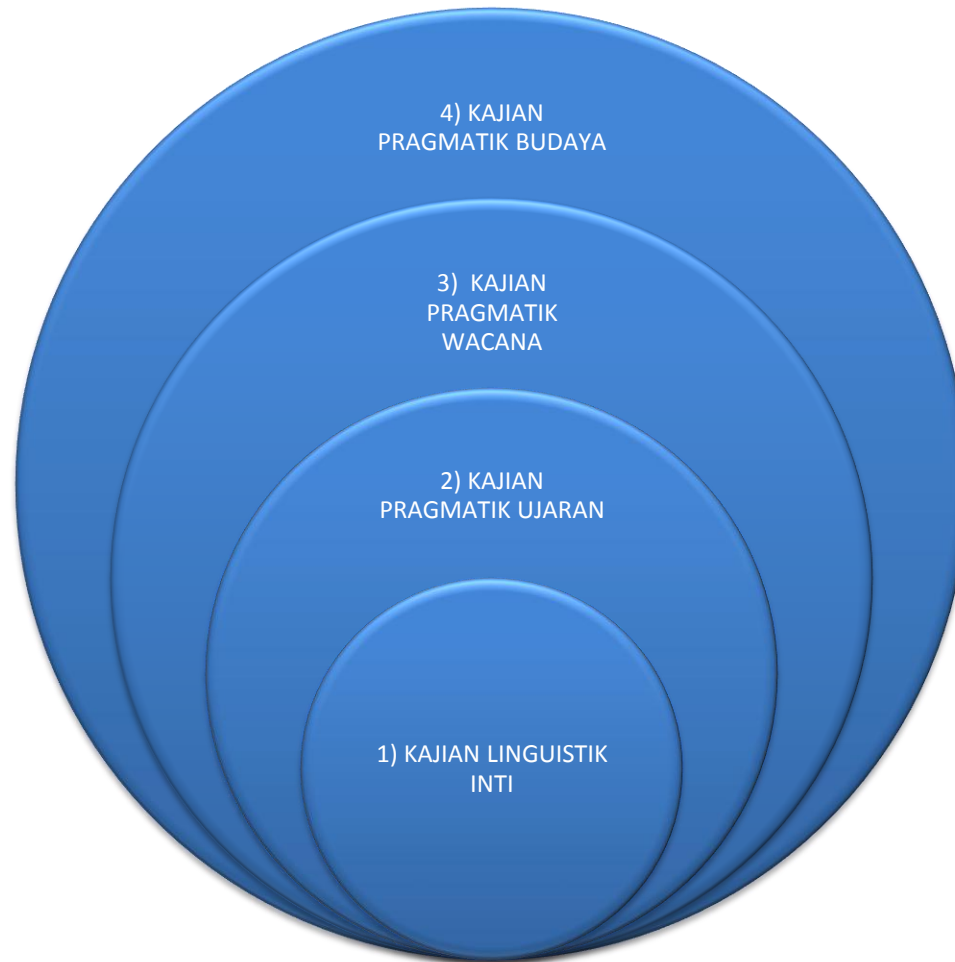 4) KAJIAN
PRAGMATIK BUDAYA
3)  KAJIAN
PRAGMATIK
WACANA
2) KAJIAN
PRAGMATIK UJARAN
1) KAJIAN LINGUISTIK
INTI